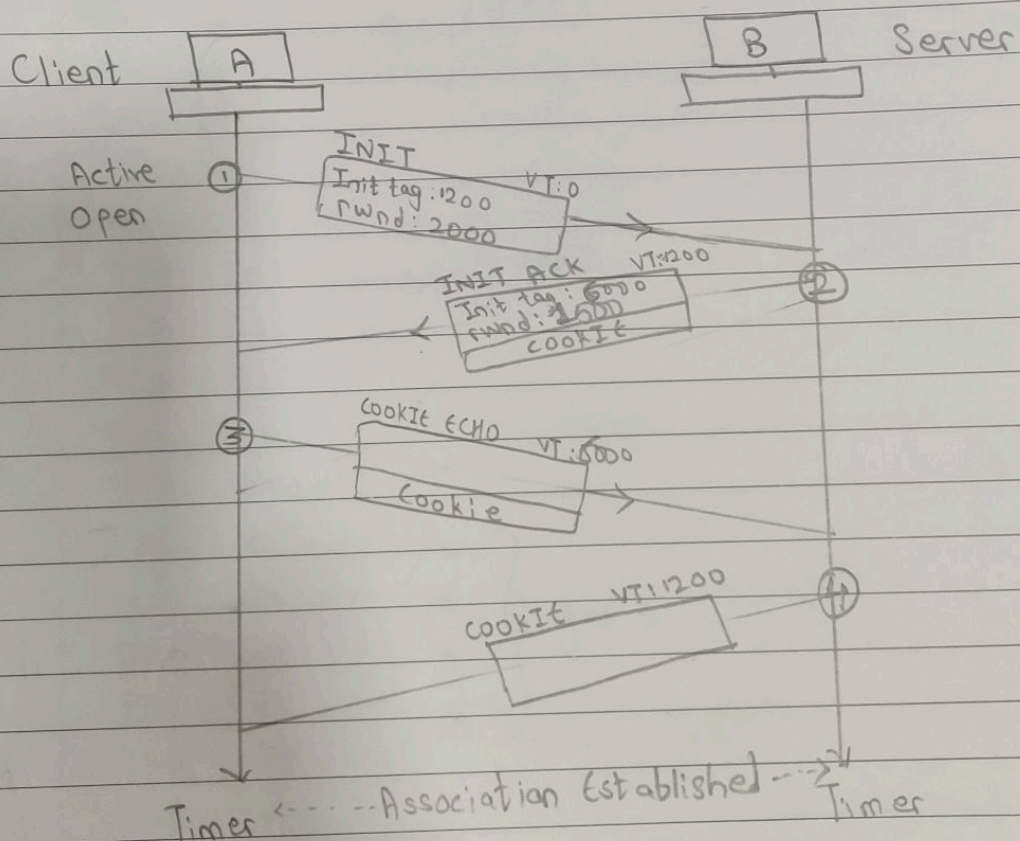 Client A B Server
Active
Open
①
INIT
VT:0
Init tag:1200
rwnd: 2000
②
INIT ACK VT:1200
Init tag: 5000
rwnd:
COOKIE
③
COOKIE ECHO
VT:5000
Cookie
④
COOKIE VT:1200
Timer <----- Association Established ---->
Timer